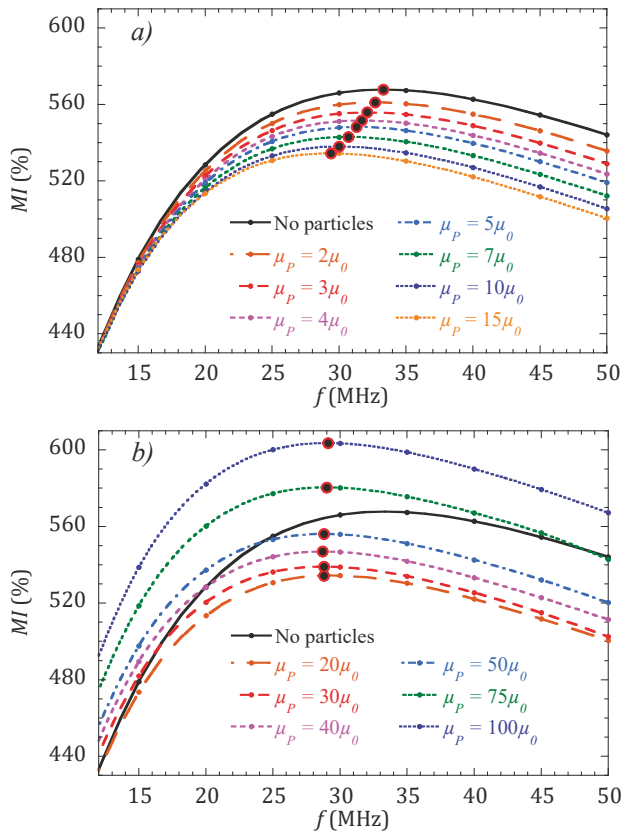 a)
600
560
520
480
440
MI (%)
No particles
μP = 2μ0
μP = 3μ0
μP = 4μ0
μP = 5μ0
μP = 7μ0
μP = 10μ0
μP = 15μ0
15 20 25 30 35 40 45 50
f (MHz)
b)
600
560
520
480
440
MI (%)
No particles
μP = 20μ0
μP = 30μ0
μP = 40μ0
μP = 50μ0
μP = 75μ0
μP = 100μ0
15 20 25 30 35 40 45 50
f (MHz)